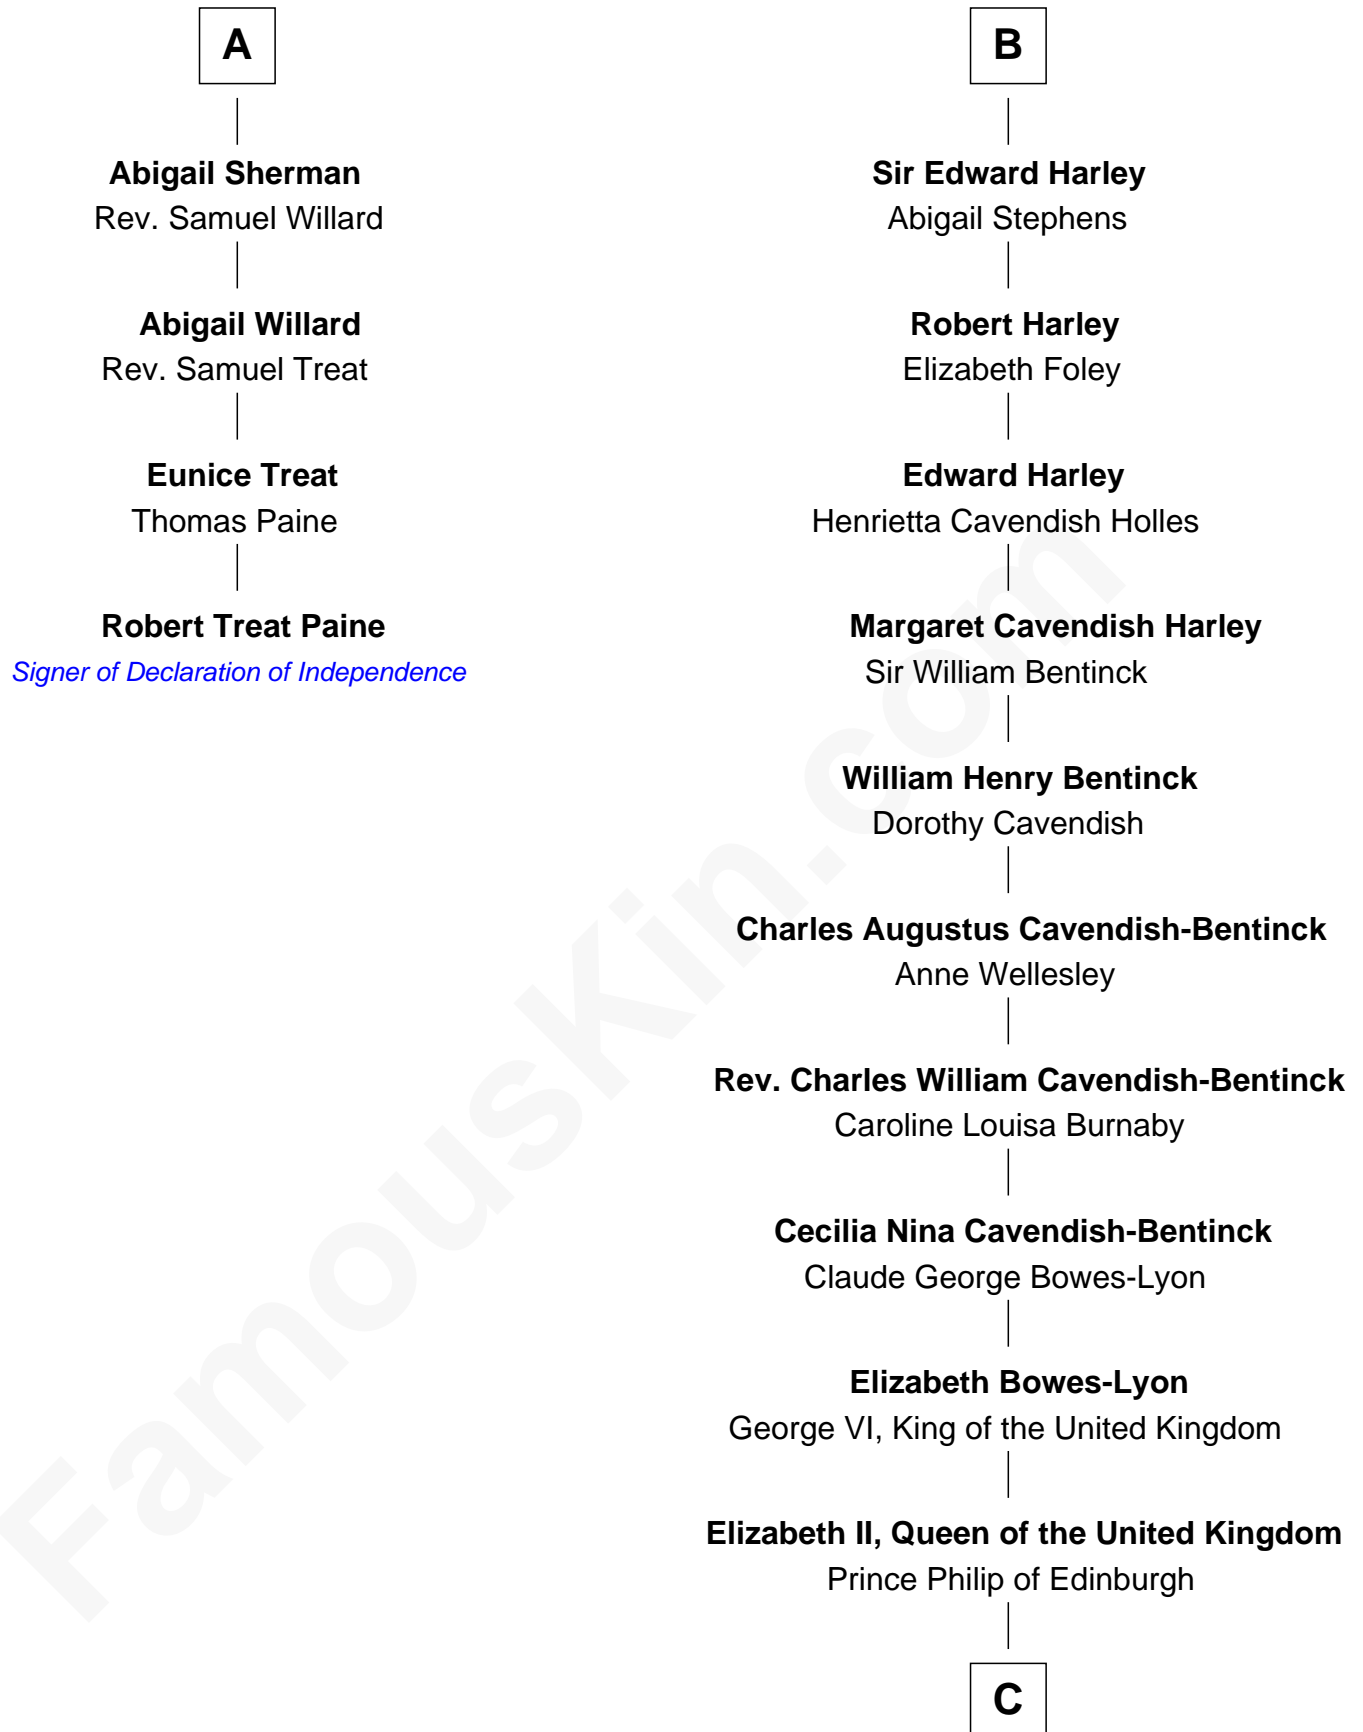 A
Abigail Sherman
Rev. Samuel Willard
Abigail Willard
Rev. Samuel Treat
Eunice Treat
Thomas Paine
Robert Treat Paine
Signer of Declaration of Independence
B
Sir Edward Harley
Abigail Stephens
Robert Harley
Elizabeth Foley
Edward Harley
Henrietta Cavendish Holles
Margaret Cavendish Harley
Sir William Bentinck
William Henry Bentinck
Dorothy Cavendish
Charles Augustus Cavendish-Bentinck
Anne Wellesley
Rev. Charles William Cavendish-Bentinck
Caroline Louisa Burnaby
Cecilia Nina Cavendish-Bentinck
Claude George Bowes-Lyon
Elizabeth Bowes-Lyon
George VI, King of the United Kingdom
Elizabeth II, Queen of the United Kingdom
Prince Philip of Edinburgh
C
FamousKin.com